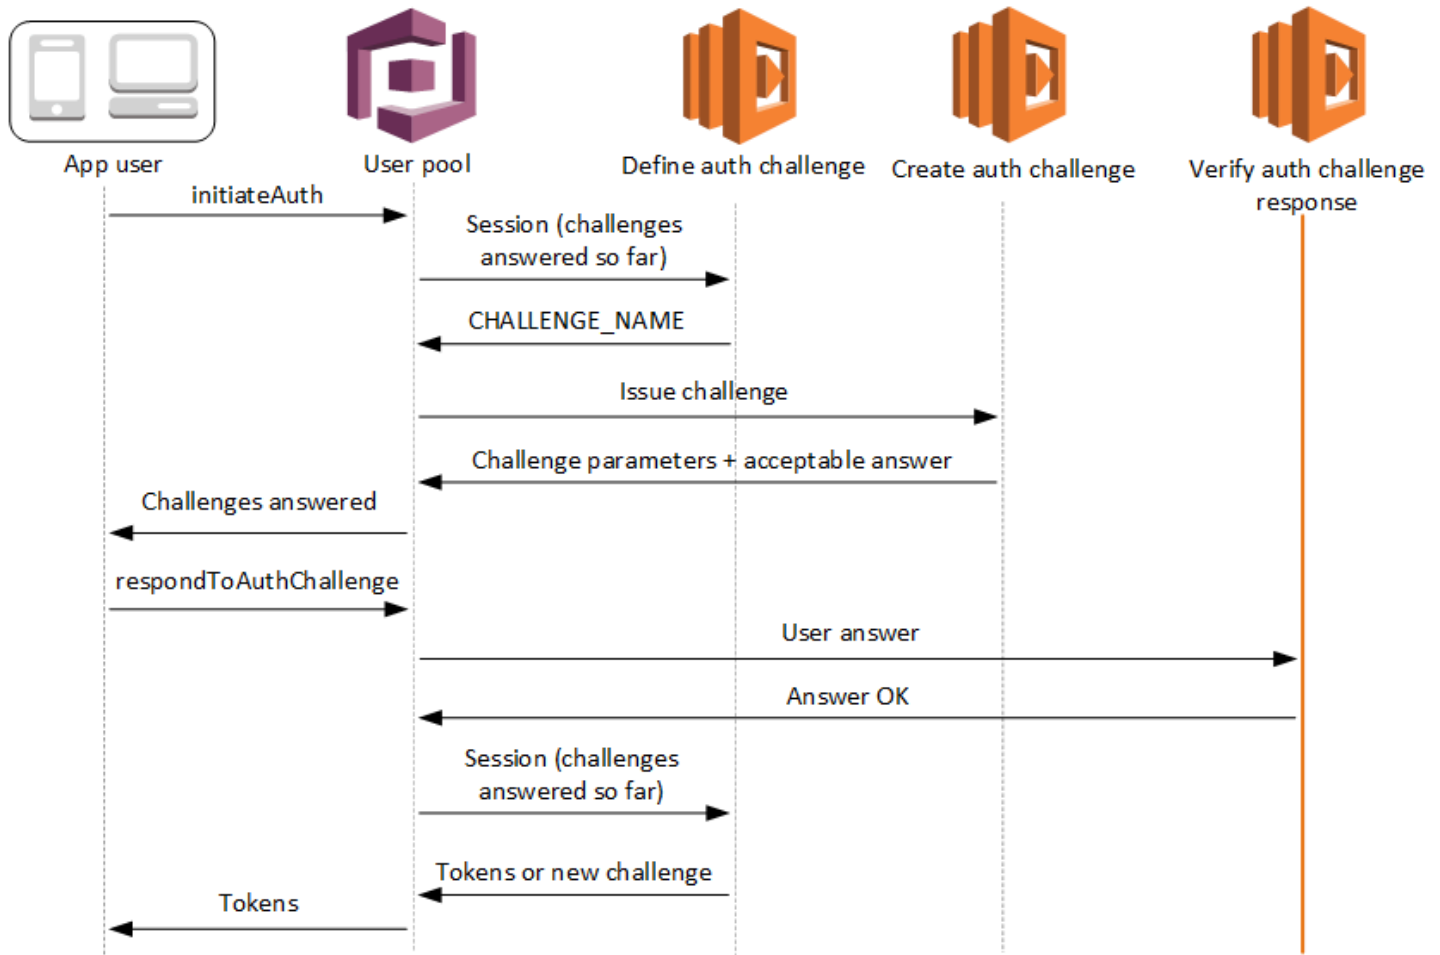 App user
User pool
Define auth challenge
Create auth challenge
Verify auth challenge
response
initiateAuth
Session (challenges
answered so far)
CHALLENGE_NAME
Issue challenge
Challenge parameters + acceptable answer
Challenges answered
respondToAuthChallenge
User answer
Answer OK
Session (challenges
answered so far)
Tokens or new challenge
Tokens